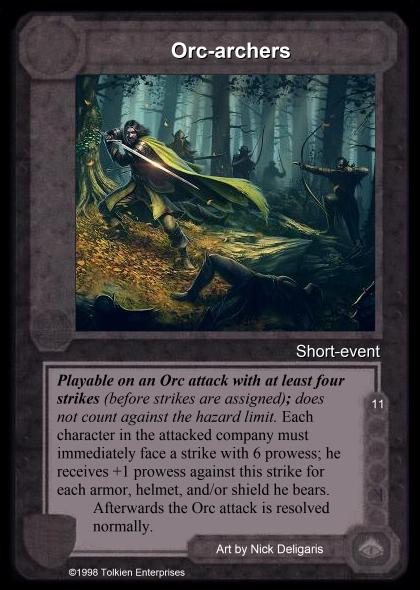 Orc-archers
Short-event
Playable on an Orc attack with at least four
strikes (before strikes are assigned); does
not count against the hazard limit. Each
character in the attacked company must
immediately face a strike with 6 prowess; he
receives +1 prowess against this strike for
each armor, helmet, and/or shield he bears.
Afterwards the Orc attack is resolved
normally.
11
Art by Nick Deligaris
©1998 Tolkien Enterprises